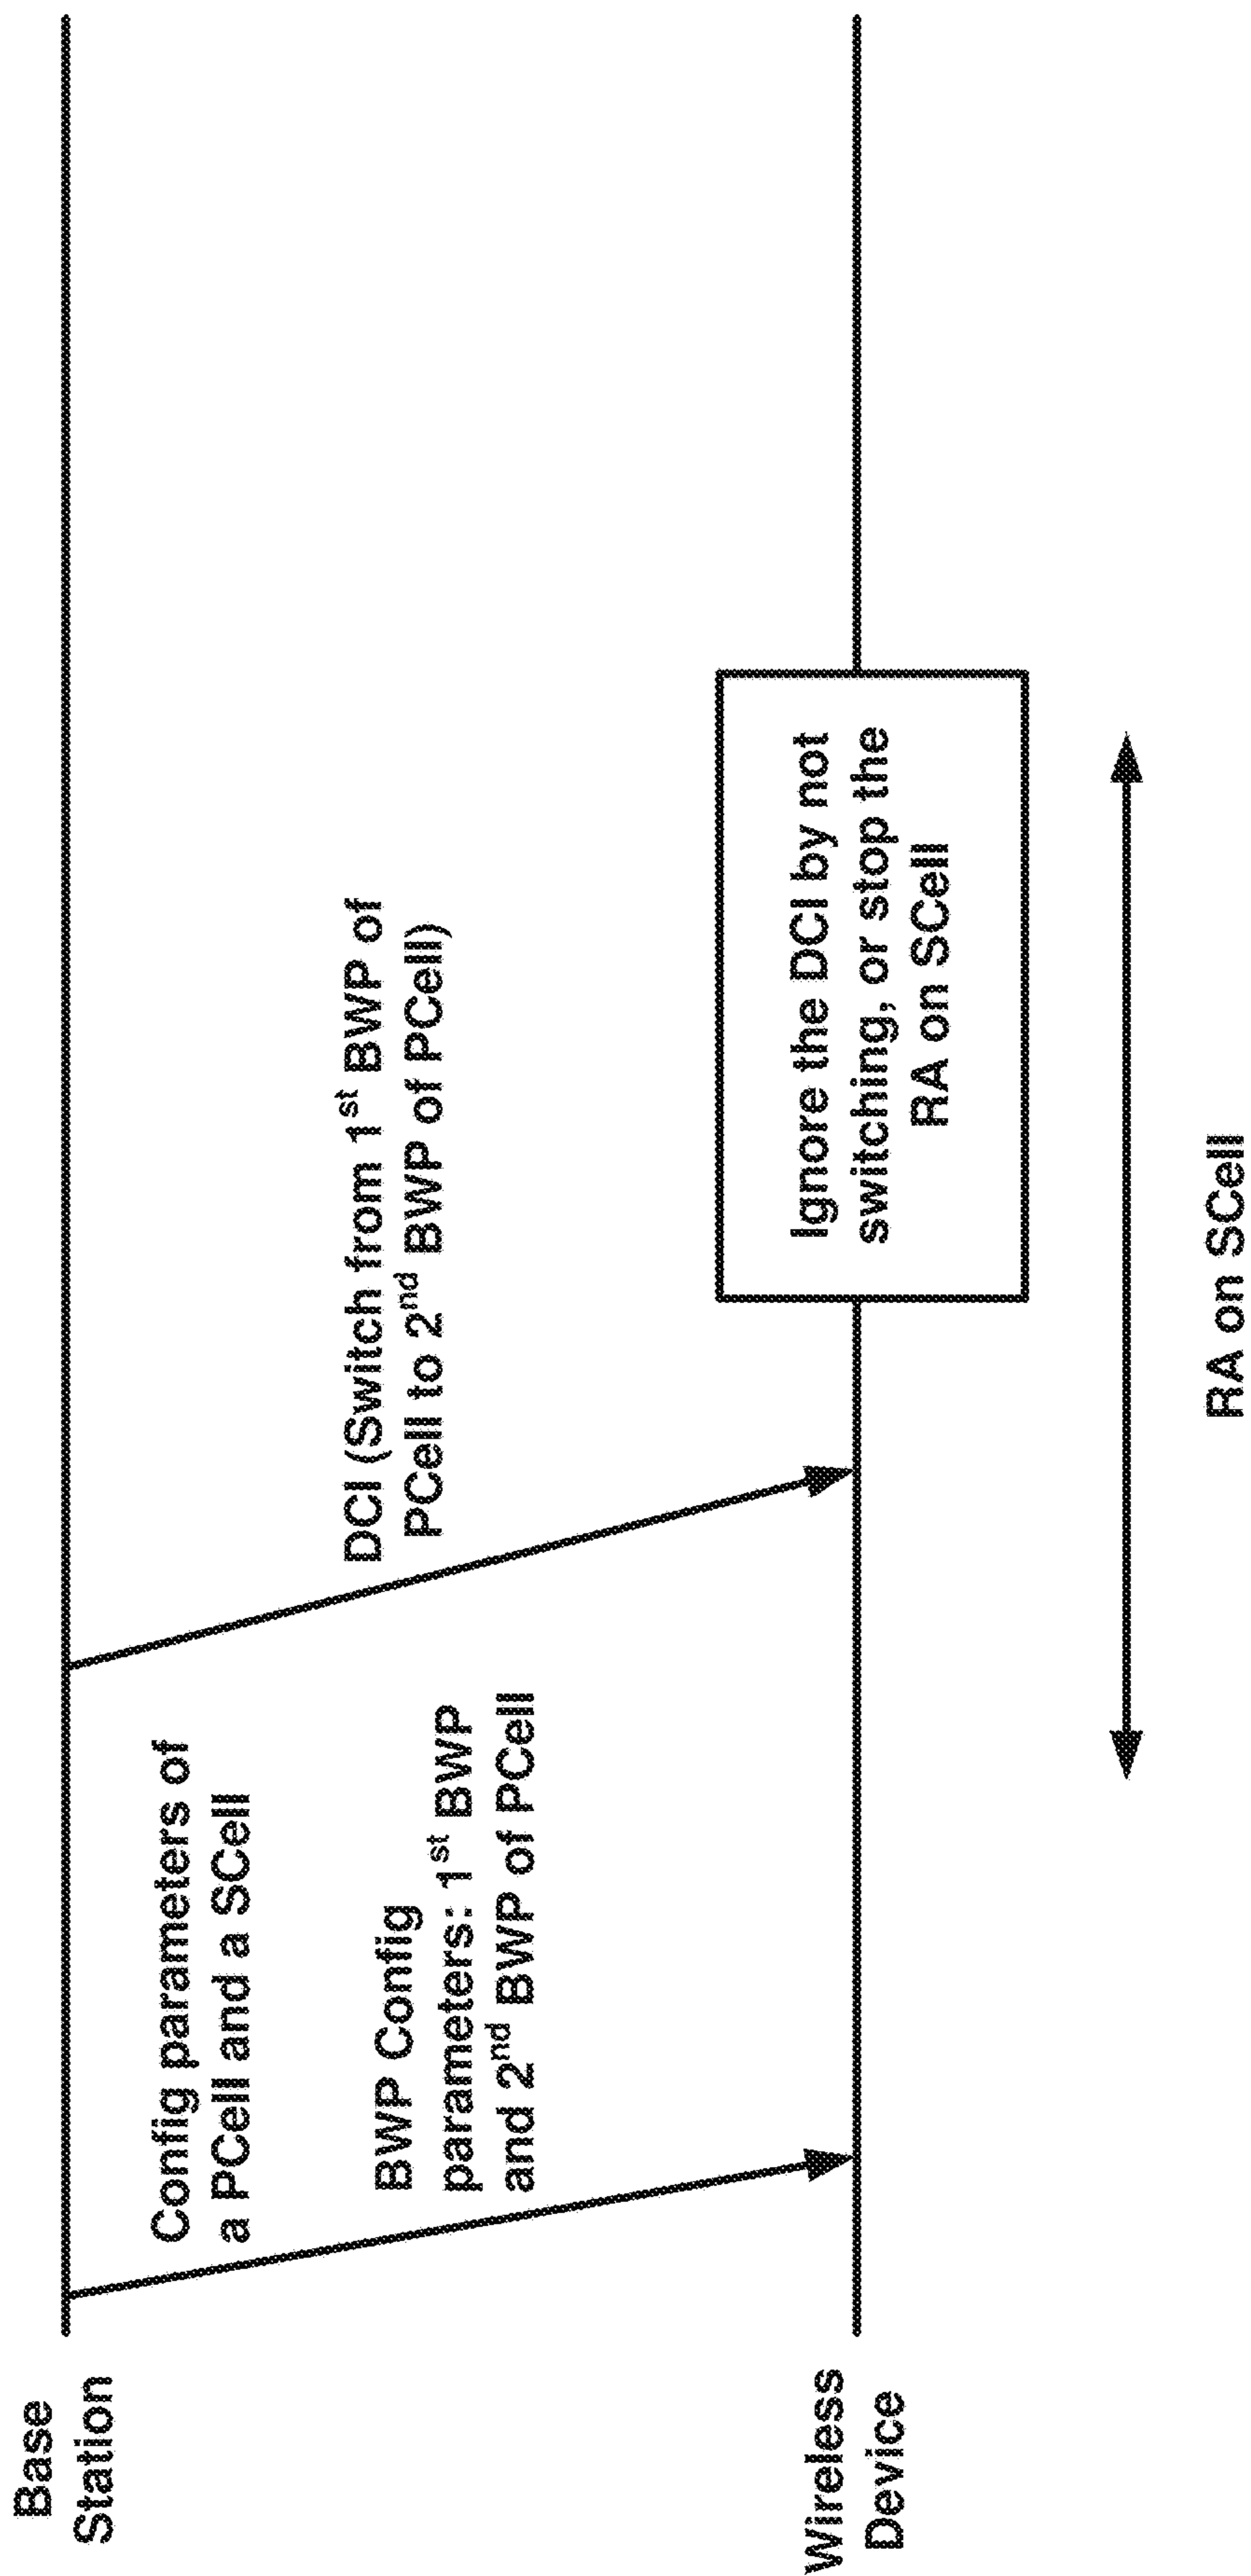 Base
Station
Config parameters of
a PCell and a SCell
BWP Config
parameters: 1st BWP
and 2nd BWP of PCell
DCI (Switch from 1st BWP of
PCell to 2nd BWP of PCell)
Wireless
Device
Ignore the DCI by not
switching, or stop the
RA on SCell
RA on SCell